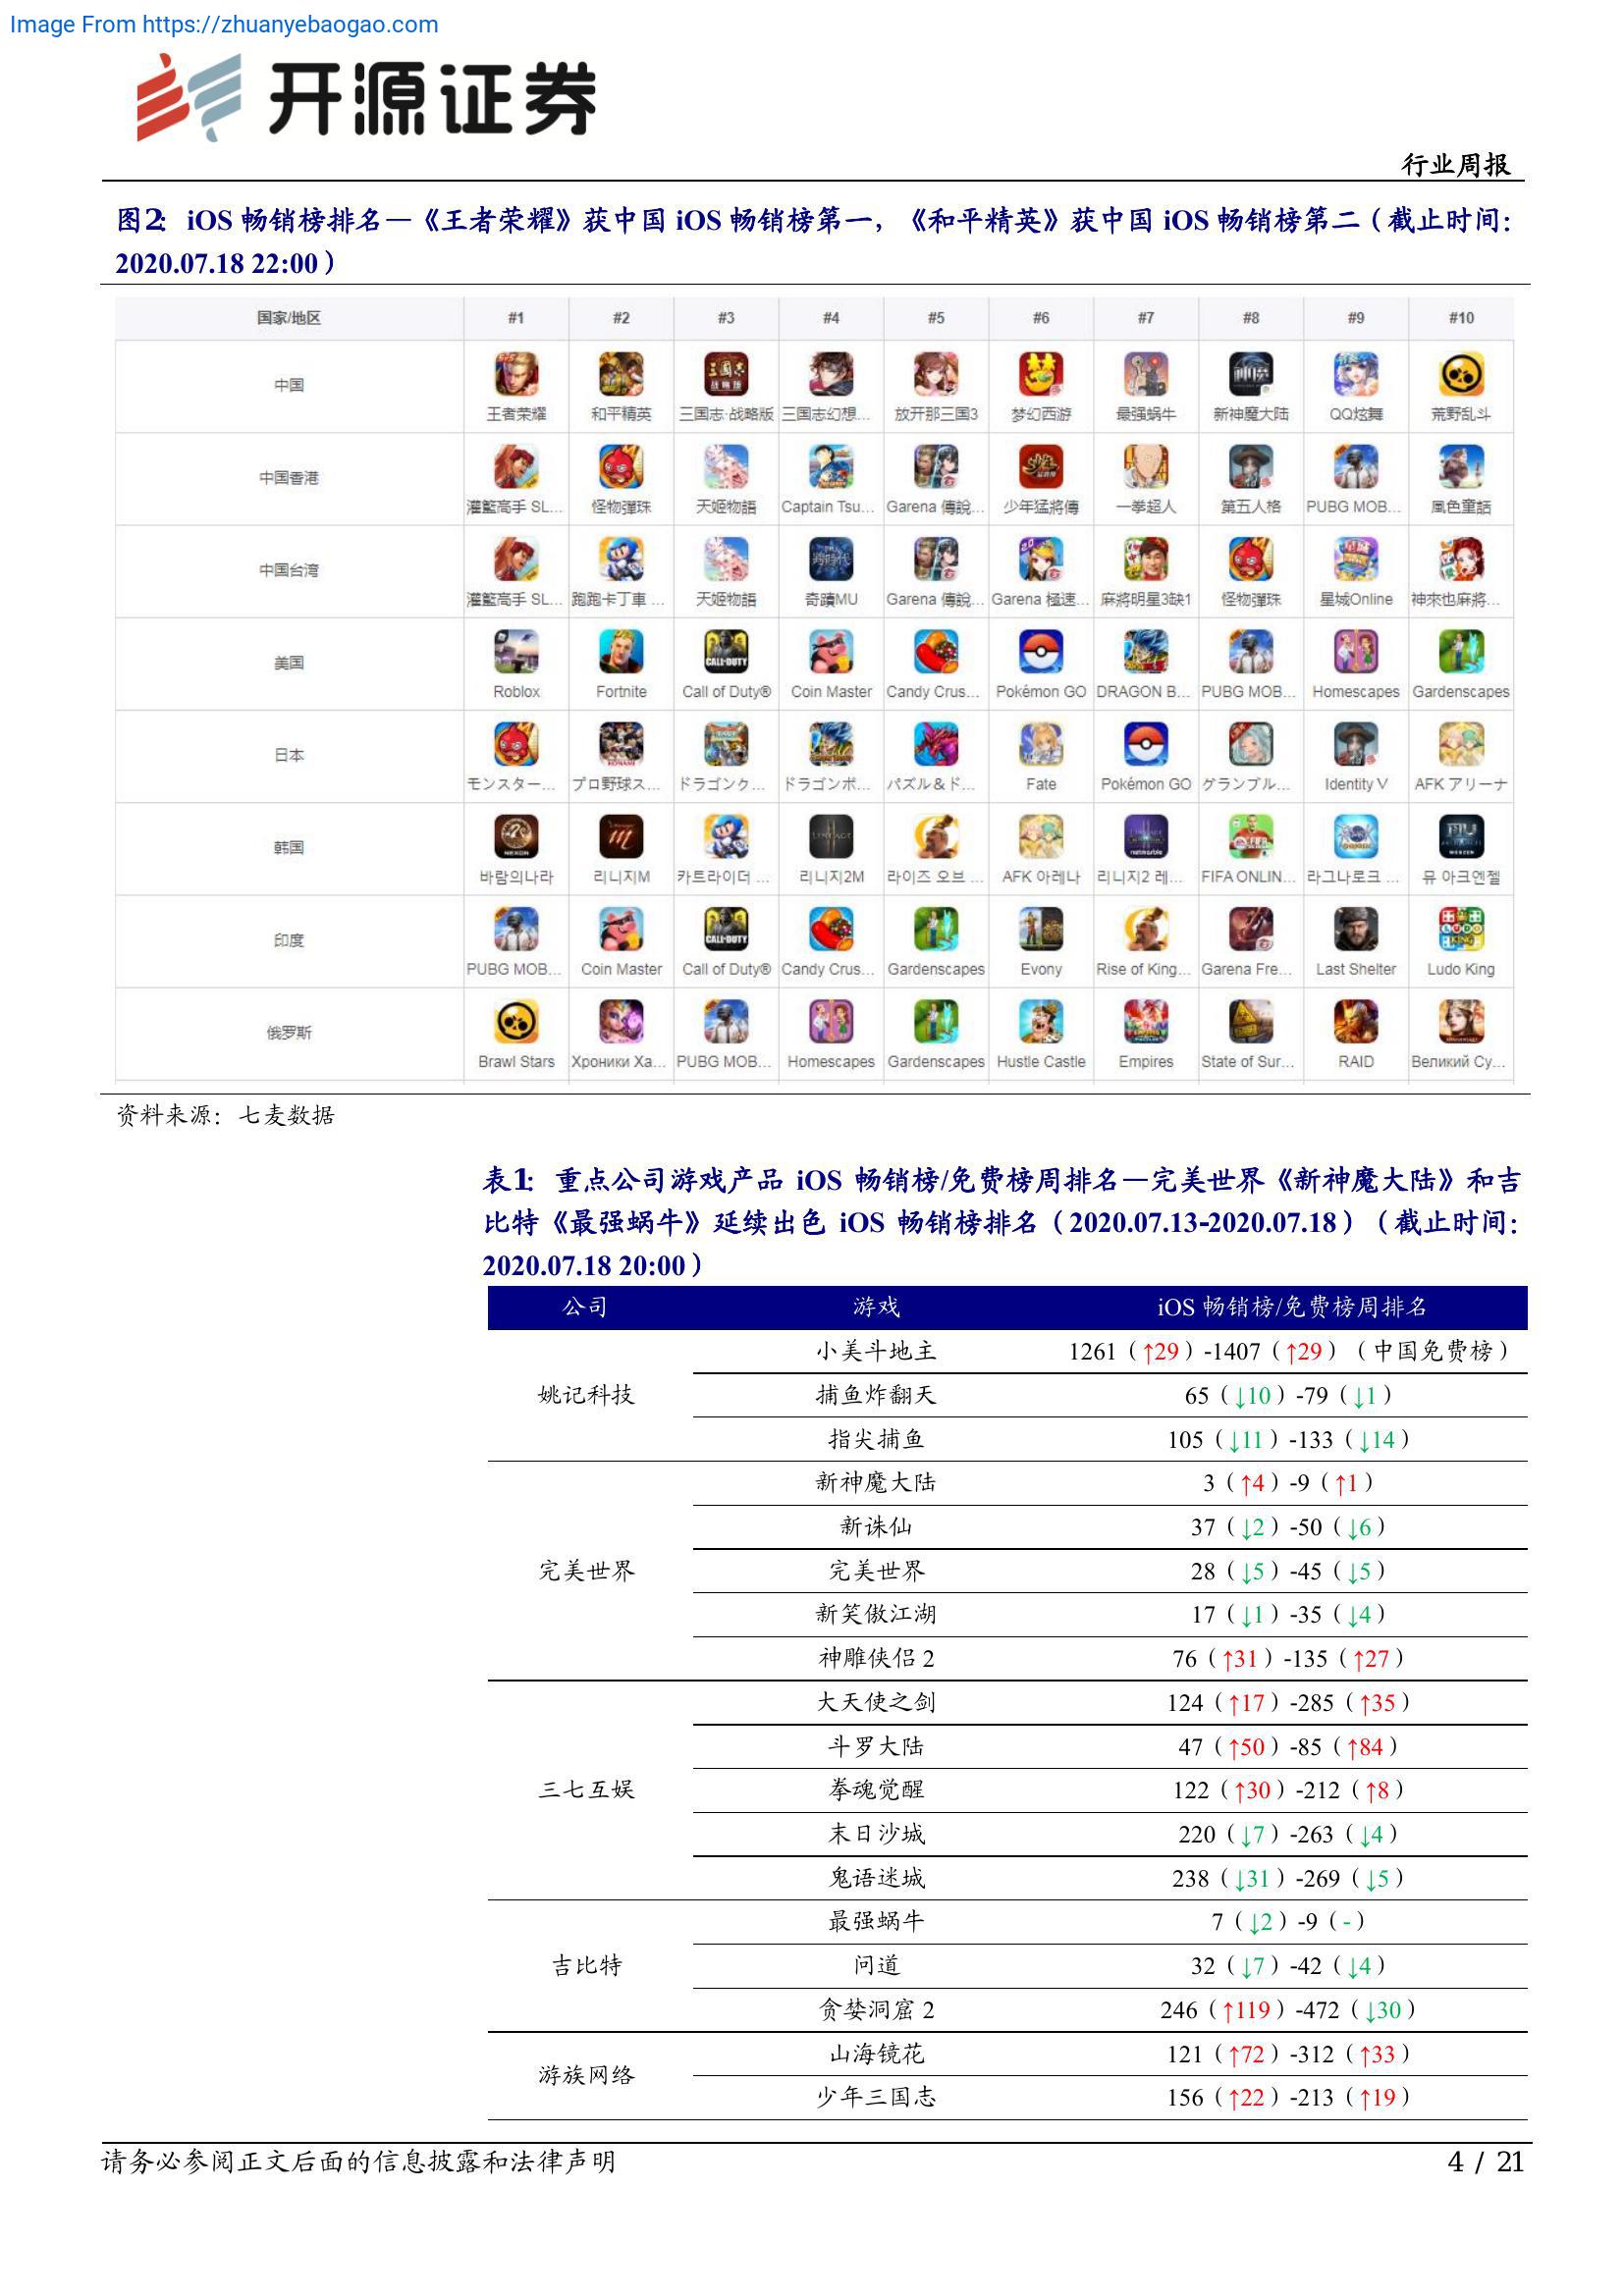 Image From https://zhuanyebaogao.com
开源证券
行业周报
图2: iOS 畅销榜排名—《王者荣耀》获中国 iOS 畅销榜第一，《和平精英》获中国 iOS 畅销榜第二（截止时间：
2020.07.18 22:00）
国家/地区 #1 #2 #3 #4 #5 #6 #7 #8 #9 #10
中国 王者荣耀 和平精英 三国志·战略版 三国志幻想... 放开那三国3 梦幻西游 最强蜗牛 新神魔大陆 QQ炫舞 荒野乱斗
中国香港 灌籃高手 SL... 怪物彈珠 天姬物語 Captain Tsu... Garena 傳說... 少年猛將傳 一拳超人 第五人格 PUBG MOB... 風色童話
中国台湾 灌籃高手 SL... 跑跑卡丁車 ... 天姬物語 奇蹟MU Garena 傳說... Garena 極速... 麻將明星3缺1 怪物彈珠 星城Online 神來也麻將...
美国 Roblox Fortnite Call of Duty® Coin Master Candy Crus... Pokémon GO DRAGON B... PUBG MOB... Homescapes Gardenscapes
日本 モンスター... プロ野球ス... ドラゴンク... ドラゴンボ... パズル＆ド... Fate Pokémon GO グランブル... Identity V AFK アリーナ
韩国 바람의나라 리니지M 카트라이더 ... 리니지2M 라이즈 오브 ... AFK 아레나 리니지2 레... FIFA ONLIN... 라그나로크 ... 뮤 아크엔젤
印度 PUBG MOB... Coin Master Call of Duty® Candy Crus... Gardenscapes Evony Rise of King... Garena Fre... Last Shelter Ludo King
俄罗斯 Brawl Stars Хроники Ха... PUBG MOB... Homescapes Gardenscapes Hustle Castle Empires State of Sur... RAID Великий Су...
资料来源：七麦数据
表1: 重点公司游戏产品 iOS 畅销榜/免费榜周排名—完美世界《新神魔大陆》和吉
比特《最强蜗牛》延续出色 iOS 畅销榜排名（2020.07.13-2020.07.18）（截止时间：
2020.07.18 20:00）
公司 游戏 iOS 畅销榜/免费榜周排名
姚记科技 小美斗地主 1261（↑29）-1407（↑29）（中国免费榜）
捕鱼炸翻天 65（↓10）-79（↓1）
指尖捕鱼 105（↓11）-133（↓14）
完美世界 新神魔大陆 3（↑4）-9（↑1）
新诛仙 37（↓2）-50（↓6）
完美世界 28（↓5）-45（↓5）
新笑傲江湖 17（↓1）-35（↓4）
神雕侠侣 2 76（↑31）-135（↑27）
三七互娱 大天使之剑 124（↑17）-285（↑35）
斗罗大陆 47（↑50）-85（↑84）
拳魂觉醒 122（↑30）-212（↑8）
末日沙城 220（↓7）-263（↓4）
鬼语迷城 238（↓31）-269（↓5）
吉比特 最强蜗牛 7（↓2）-9（-）
问道 32（↓7）-42（↓4）
贪婪洞窟 2 246（↑119）-472（↓30）
游族网络 山海镜花 121（↑72）-312（↑33）
少年三国志 156（↑22）-213（↑19）
请务必参阅正文后面的信息披露和法律声明
4 / 21